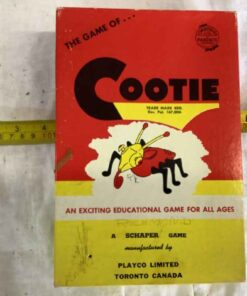 THE GAME OF...
COOTIE
TRADE MARK REG.
AN EXCITING EDUCATIONAL GAME FOR ALL AGES
A SCHAPER GAME
manufactured by
PLAYCO LIMITED
TORONTO CANADA